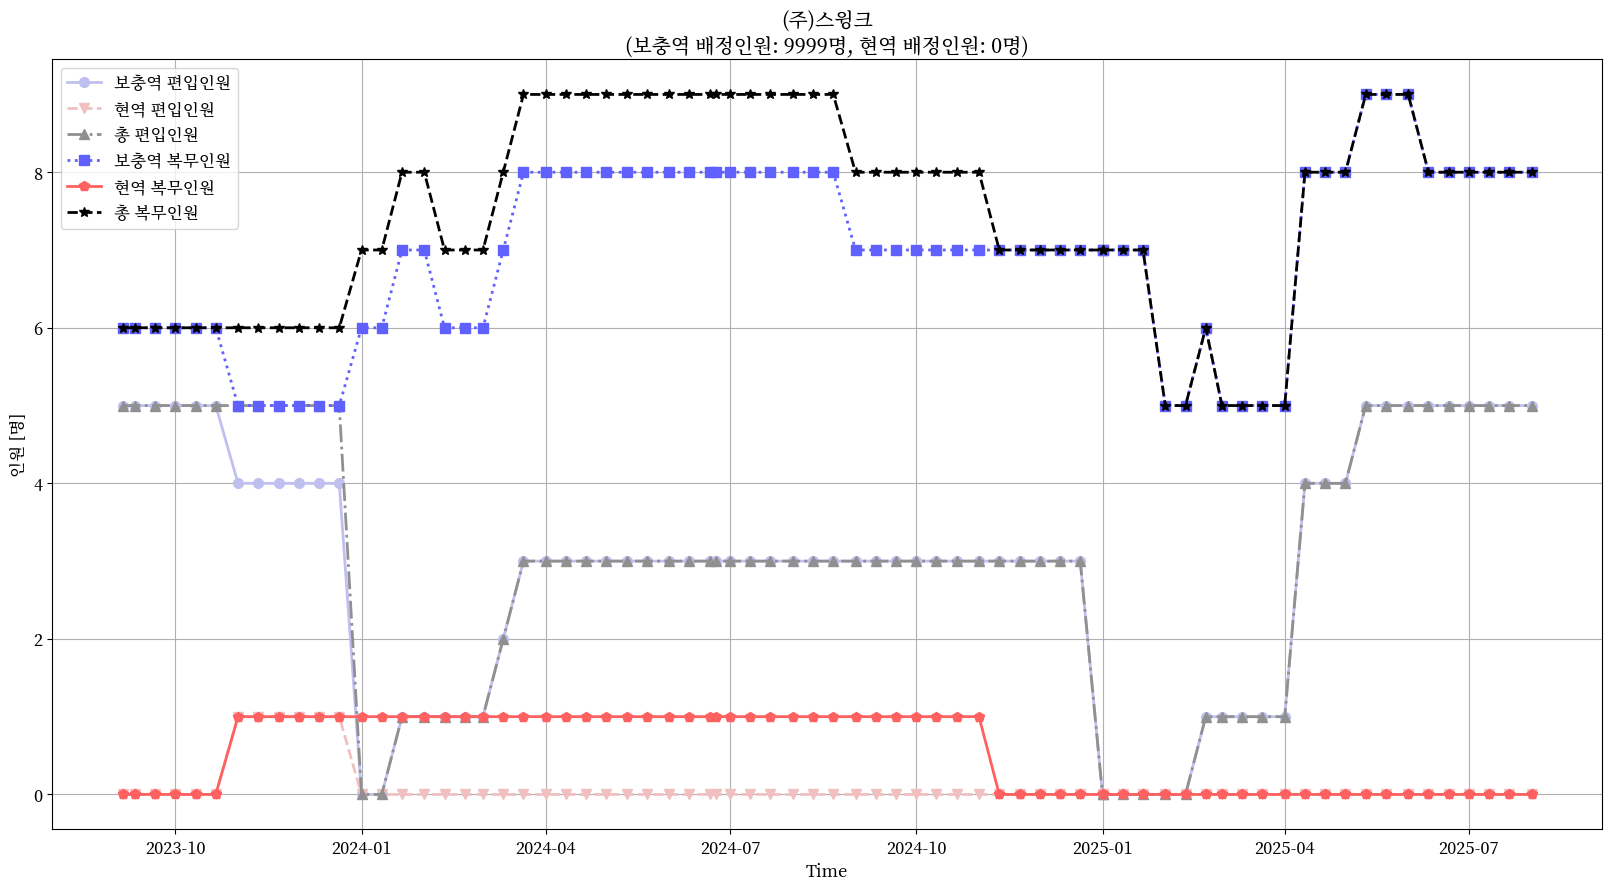 (주)스윙크
(보충역 배정인원: 9999명, 현역 배정인원: 0명)
보충역 편입인원
현역 편입인원
총 편입인원
보충역 복무인원
현역 복무인원
총 복무인원
인원 [명]
8
6
4
2
0
2023-10
2024-01
2024-04
2024-07
2024-10
2025-01
2025-04
2025-07
Time